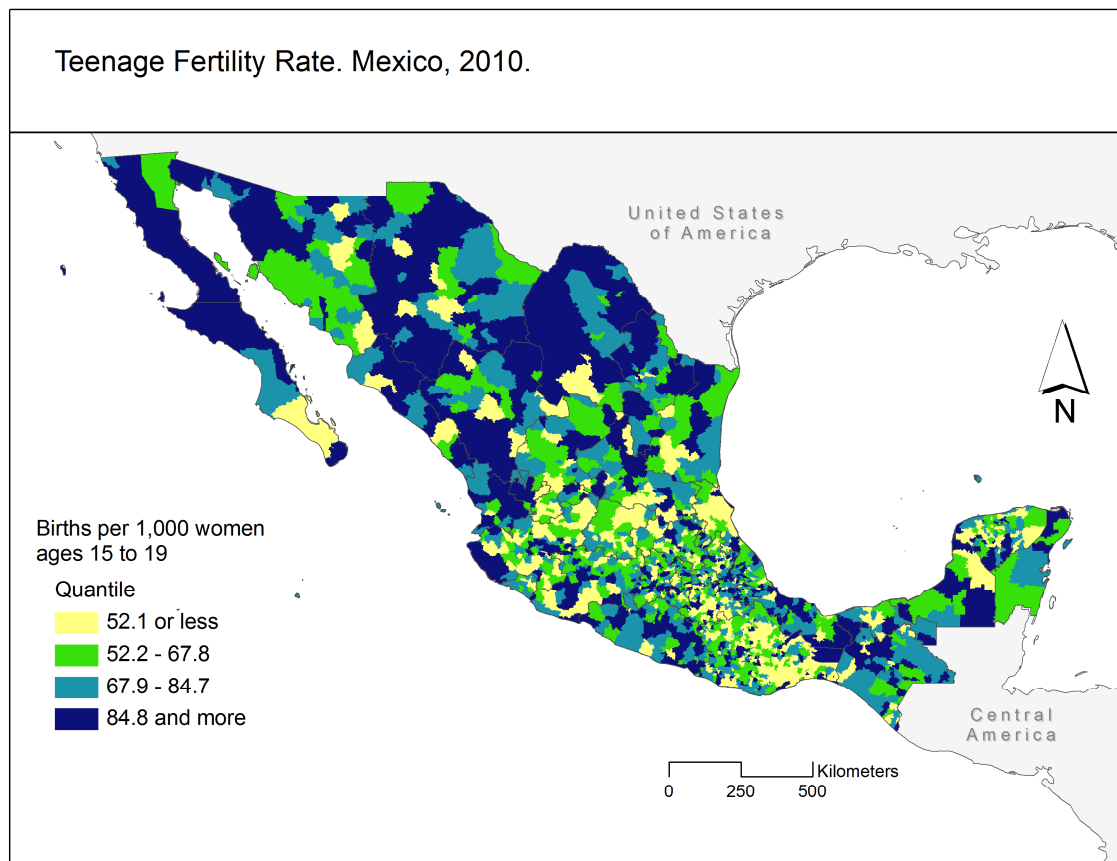 Teenage Fertility Rate. Mexico, 2010.
United States
of America
N
Births per 1,000 women
ages 15 to 19
Quantile
52.1 or less
52.2 - 67.8
67.9 - 84.7
84.8 and more
Central
America
Kilometers
0 250 500